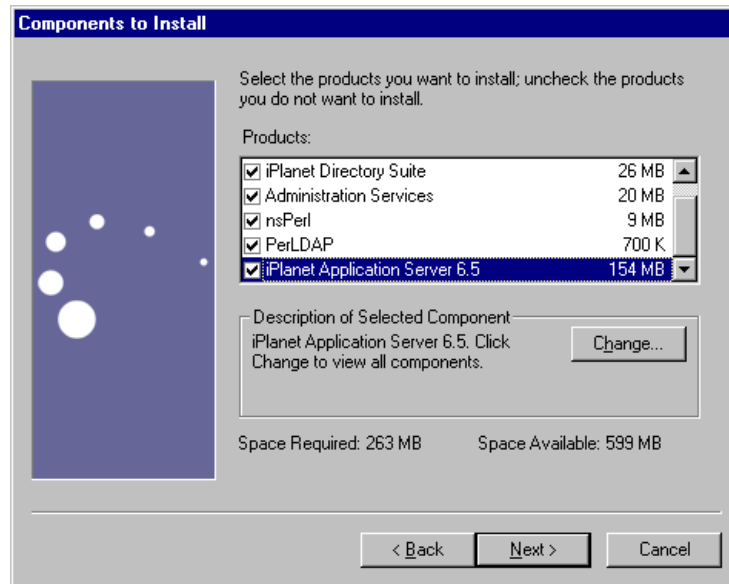 Components to Install
Select the products you want to install; uncheck the products
you do not want to install.
Products:
iPlanet Directory Suite 26 MB
Administration Services 20 MB
nsPerl 9 MB
PerLDAP 700 K
iPlanet Application Server 6.5 154 MB
Description of Selected Component
iPlanet Application Server 6.5. Click
Change to view all components.
Change...
Space Required: 263 MB Space Available: 599 MB
< Back Next > Cancel